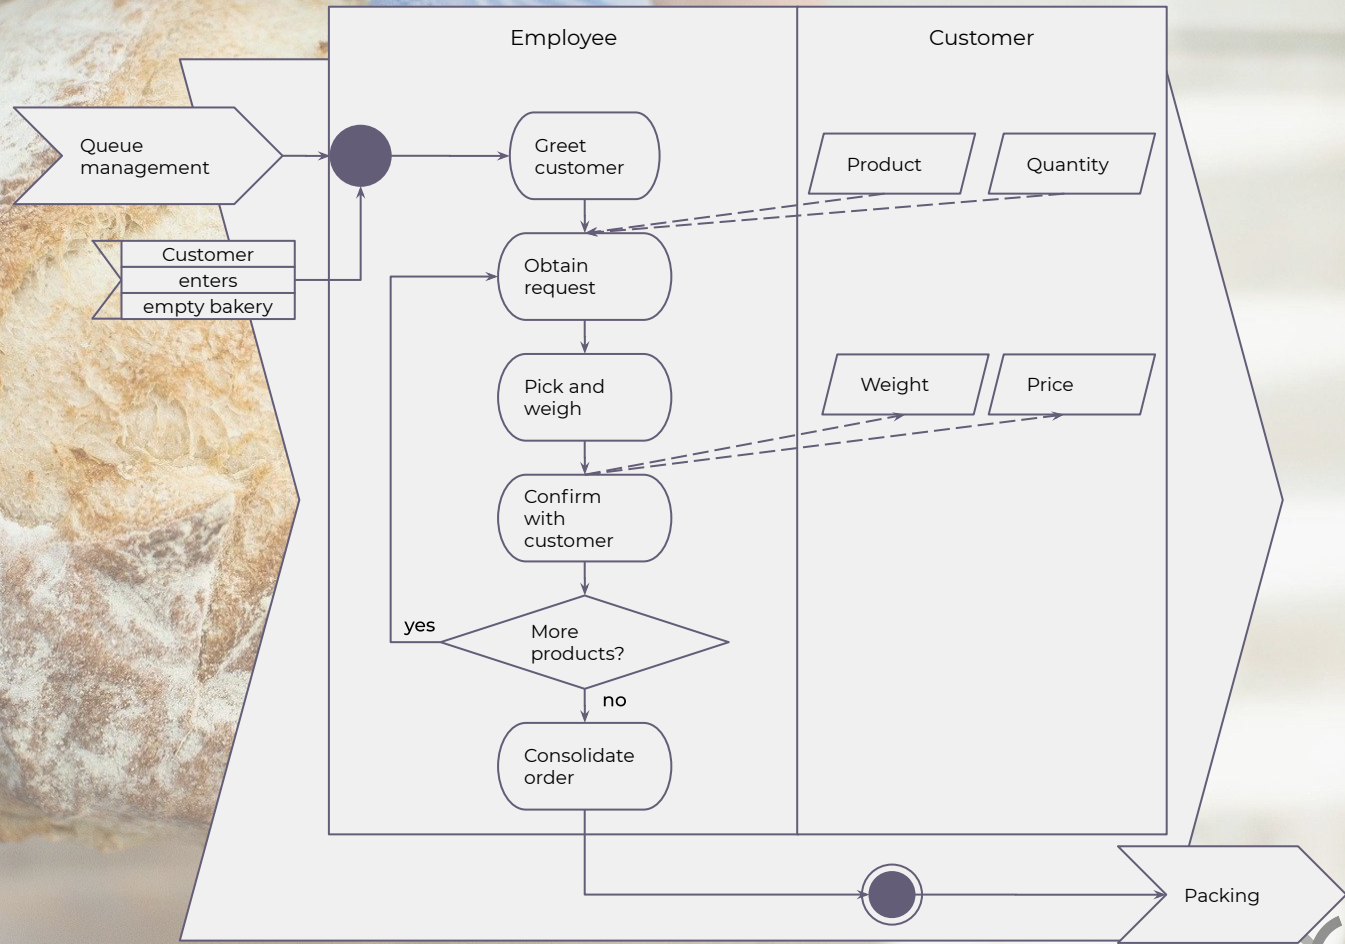 Employee
Customer
Queue
management
Greet
customer
Product
Quantity
Customer
enters
empty bakery
Obtain
request
Pick and
weigh
Weight
Price
Confirm
with
customer
yes
More
products?
no
Consolidate
order
Packing